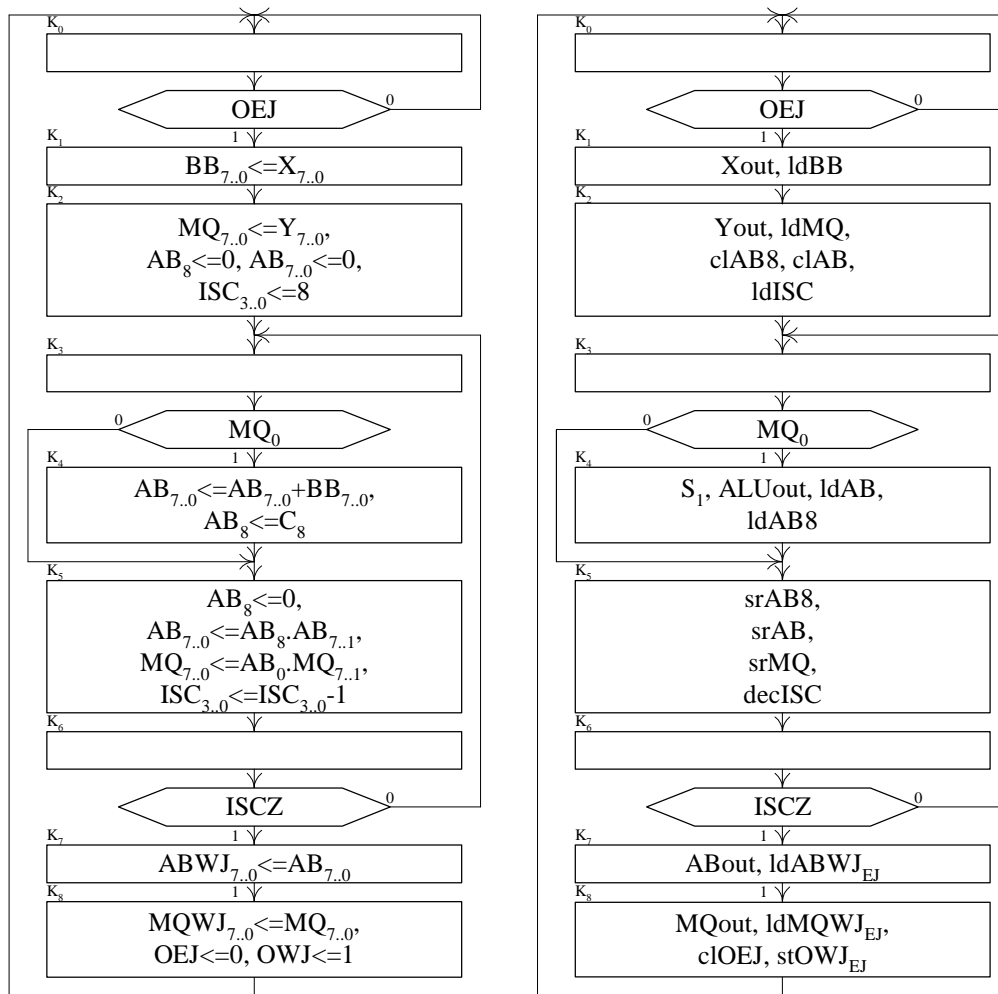 K₀
OEJ
0
1
K₁
BB₇..₀<=X₇..₀
K₂
MQ₇..₀<=Y₇..₀,
AB₈<=0, AB₇..₀<=0,
ISC₃..₀<=8
K₃
0
MQ₀
1
K₄
AB₇..₀<=AB₇..₀+BB₇..₀,
AB₈<=C₈
K₅
AB₈<=0,
AB₇..₀<=AB₈.AB₇..₁,
MQ₇..₀<=AB₀.MQ₇..₁,
ISC₃..₀<=ISC₃..₀-1
K₆
ISCZ
0
1
K₇
ABWJ₇..₀<=AB₇..₀
1
K₈
MQWJ₇..₀<=MQ₇..₀,
OEJ<=0, OWJ<=1
K₀
OEJ
0
1
K₁
Xout, ldBB
K₂
Yout, ldMQ,
clAB8, clAB,
ldISC
K₃
0
MQ₀
1
K₄
S₁, ALUout, ldAB,
ldAB8
K₅
srAB8,
srAB,
srMQ,
decISC
K₆
ISCZ
0
1
K₇
ABout, ldABWJ_EJ
1
K₈
MQout, ldMQWJ_EJ,
clOEJ, stOWJ_EJ